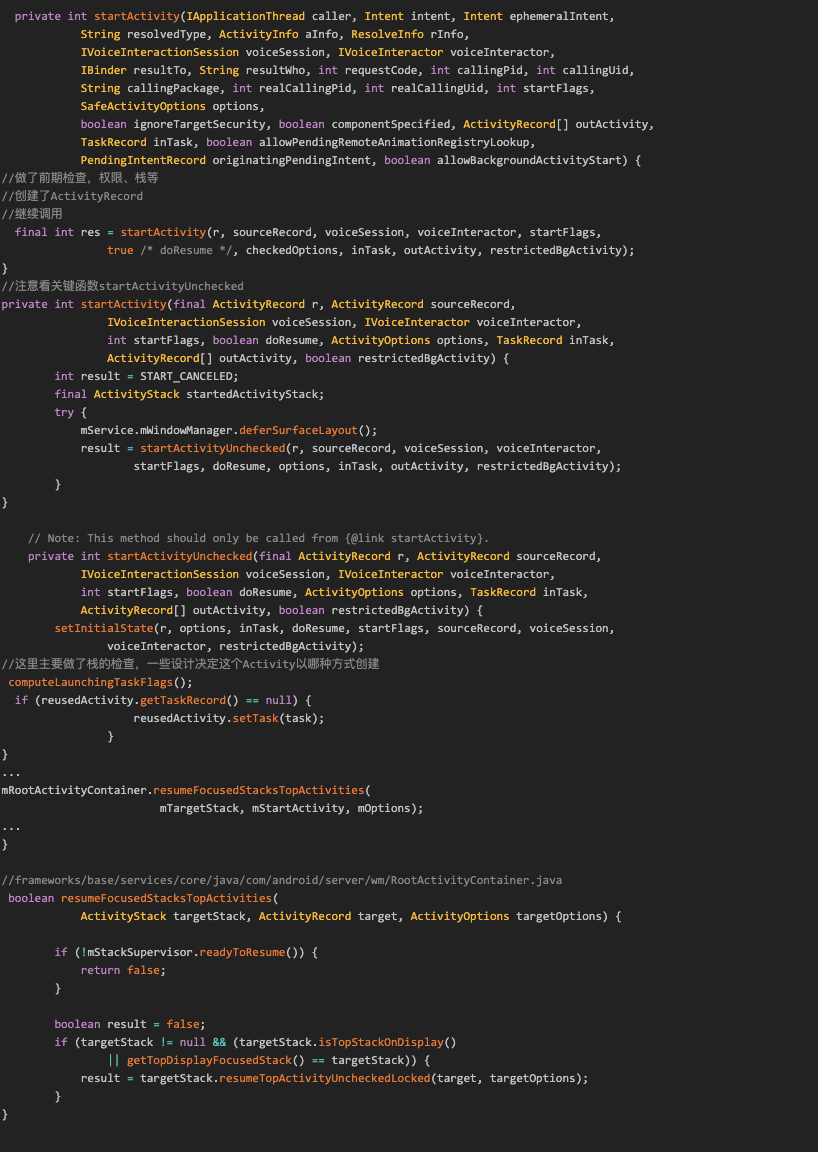 private int startActivity(IApplicationThread caller, Intent intent, Intent ephemeralIntent,
String resolvedType, ActivityInfo aInfo, ResolveInfo rInfo,
IVoiceInteractionSession voiceSession, IVoiceInteractor voiceInteractor,
IBinder resultTo, String resultWho, int requestCode, int callingPid, int callingUid,
String callingPackage, int realCallingPid, int realCallingUid, int startFlags,
SafeActivityOptions options,
boolean ignoreTargetSecurity, boolean componentSpecified, ActivityRecord[] outActivity,
TaskRecord inTask, boolean allowPendingRemoteAnimationRegistryLookup,
PendingIntentRecord originatingPendingIntent, boolean allowBackgroundActivityStart) {
//做了前期检查，权限、栈等
//创建了ActivityRecord
//继续调用
final int res = startActivity(r, sourceRecord, voiceSession, voiceInteractor, startFlags,
true /* doResume */, checkedOptions, inTask, outActivity, restrictedBgActivity);
}
//注意看关键函数startActivityUnchecked
private int startActivity(final ActivityRecord r, ActivityRecord sourceRecord,
IVoiceInteractionSession voiceSession, IVoiceInteractor voiceInteractor,
int startFlags, boolean doResume, ActivityOptions options, TaskRecord inTask,
ActivityRecord[] outActivity, boolean restrictedBgActivity) {
int result = START_CANCELED;
final ActivityStack startedActivityStack;
try {
mService.mWindowManager.deferSurfaceLayout();
result = startActivityUnchecked(r, sourceRecord, voiceSession, voiceInteractor,
startFlags, doResume, options, inTask, outActivity, restrictedBgActivity);
}
}
// Note: This method should only be called from {@link startActivity}.
private int startActivityUnchecked(final ActivityRecord r, ActivityRecord sourceRecord,
IVoiceInteractionSession voiceSession, IVoiceInteractor voiceInteractor,
int startFlags, boolean doResume, ActivityOptions options, TaskRecord inTask,
ActivityRecord[] outActivity, boolean restrictedBgActivity) {
setInitialState(r, options, inTask, doResume, startFlags, sourceRecord, voiceSession,
voiceInteractor, restrictedBgActivity);
//这里主要做了栈的检查，一些设计决定这个Activity以哪种方式创建
computeLaunchingTaskFlags();
if (reusedActivity.getTaskRecord() == null) {
reusedActivity.setTask(task);
}
}
...
mRootActivityContainer.resumeFocusedStacksTopActivities(
mTargetStack, mStartActivity, mOptions);
...
}
//frameworks/base/services/core/java/com/android/server/wm/RootActivityContainer.java
boolean resumeFocusedStacksTopActivities(
ActivityStack targetStack, ActivityRecord target, ActivityOptions targetOptions) {
if (!mStackSupervisor.readyToResume()) {
return false;
}
boolean result = false;
if (targetStack != null && (targetStack.isTopStackOnDisplay()
|| getTopDisplayFocusedStack() == targetStack)) {
result = targetStack.resumeTopActivityUncheckedLocked(target, targetOptions);
}
}